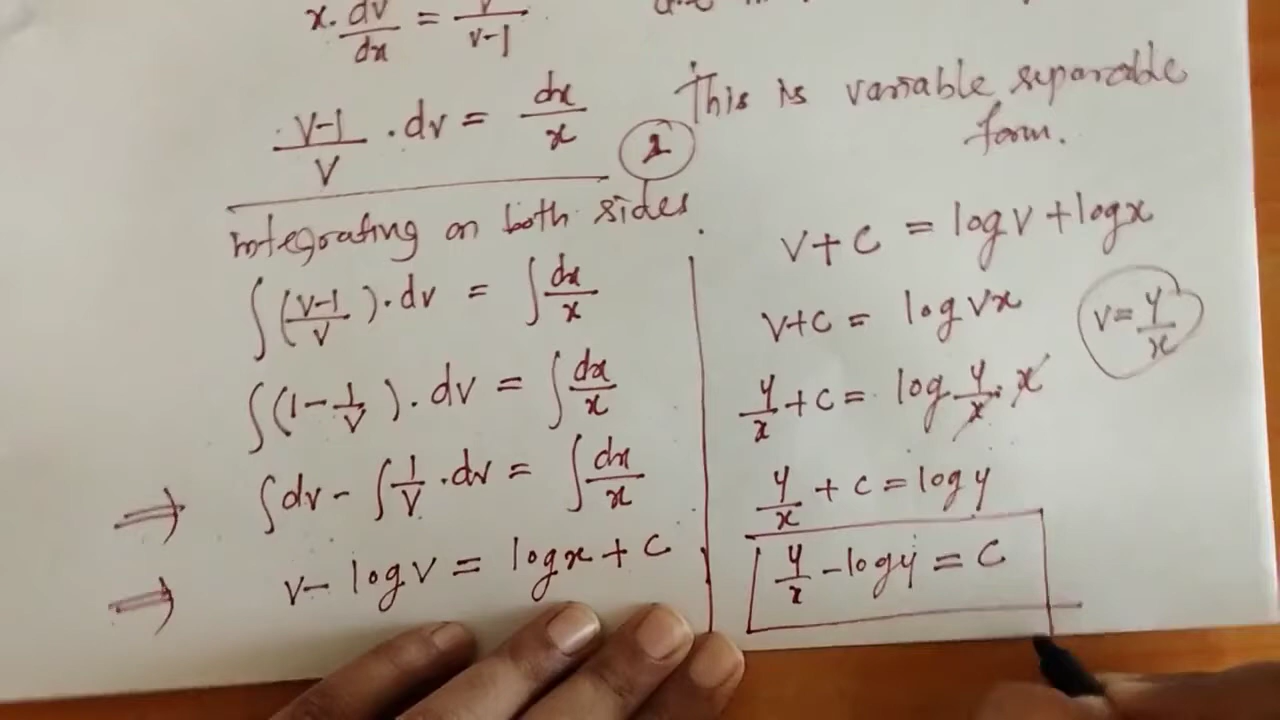 x. dv/dx = v/v-1
v-1/v . dv = dx/x
1
This is variable separable
form.
integrating on both sides.
∫(v-1/v). dv = ∫dx/x
∫(1-1/v). dv = ∫dx/x
⇒ ∫dv - ∫1/v .dv = ∫dx/x
⇒ v- log v = log x + c
v+c = log v + log x
v+c = log vx
v = y/x
y/x + c = log y/x . x
y/x + c = log y
y/x - log y = c